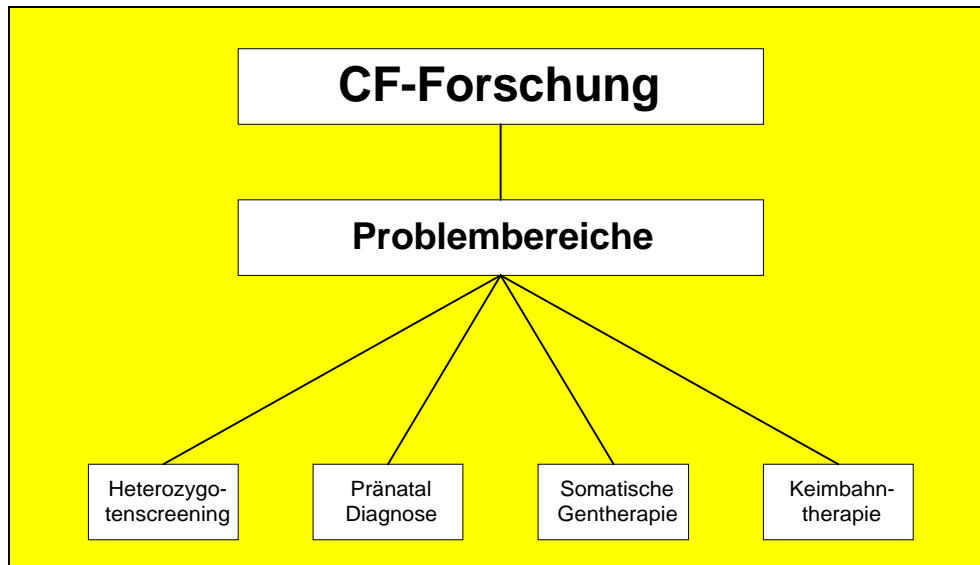 CF-Forschung
Problembereiche
Heterozygo-
tenscreening
Pränatal
Diagnose
Somatische
Gentherapie
Keimbahn-
therapie